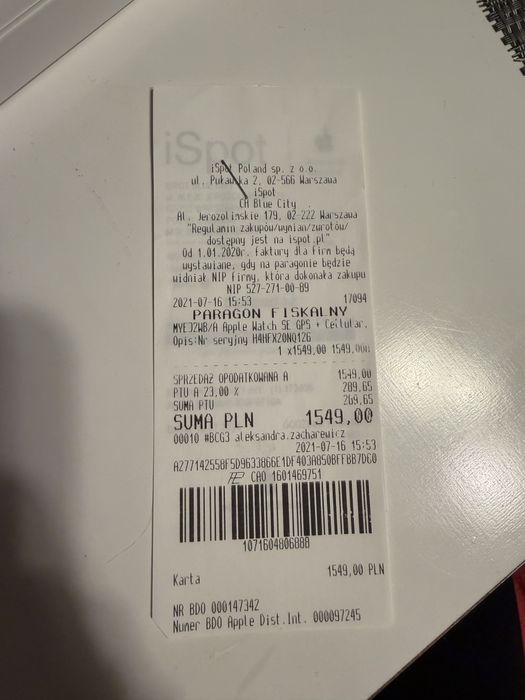 iSpot
iSpot Poland sp. z o.o.
ul. Puławska 2, 02-566 Warszawa
iSpot
CH Blue City
Al. Jerozolimskie 179, 02-222 Warszawa
"Regulamin zakupów/wymian/zwrotów/
dostępny jest na ispot.pl"
Od 1.01.2020r. faktury dla firm będą
wystawiane, gdy na paragonie będzie
widniał NIP firmy, która dokonała zakupu
NIP 527-271-00-89
2021-07-16 15:53 17094
PARAGON FISKALNY
MYEJ2WB/A Apple Watch SE GPS + Cellular.
Opis:Nr seryjny H4HFX20NQ126
1 x1549,00 1549,00A
SPRZEDAŻ OPODATKOWANA A 1549,00
PTU A 23,00 % 289,65
SUMA PTU 289,65
SUMA PLN 1549,00
00010 #BCG3 aleksandra.zacharewicz
2021-07-16 15:53
A277142558F5D9633866E1DF403A850BFFBB7D60
CAO 1601469751
1071604806888
Karta 1549,00 PLN
NR BDO 000147342
Numer BDO Apple Dist.Int. 000097245